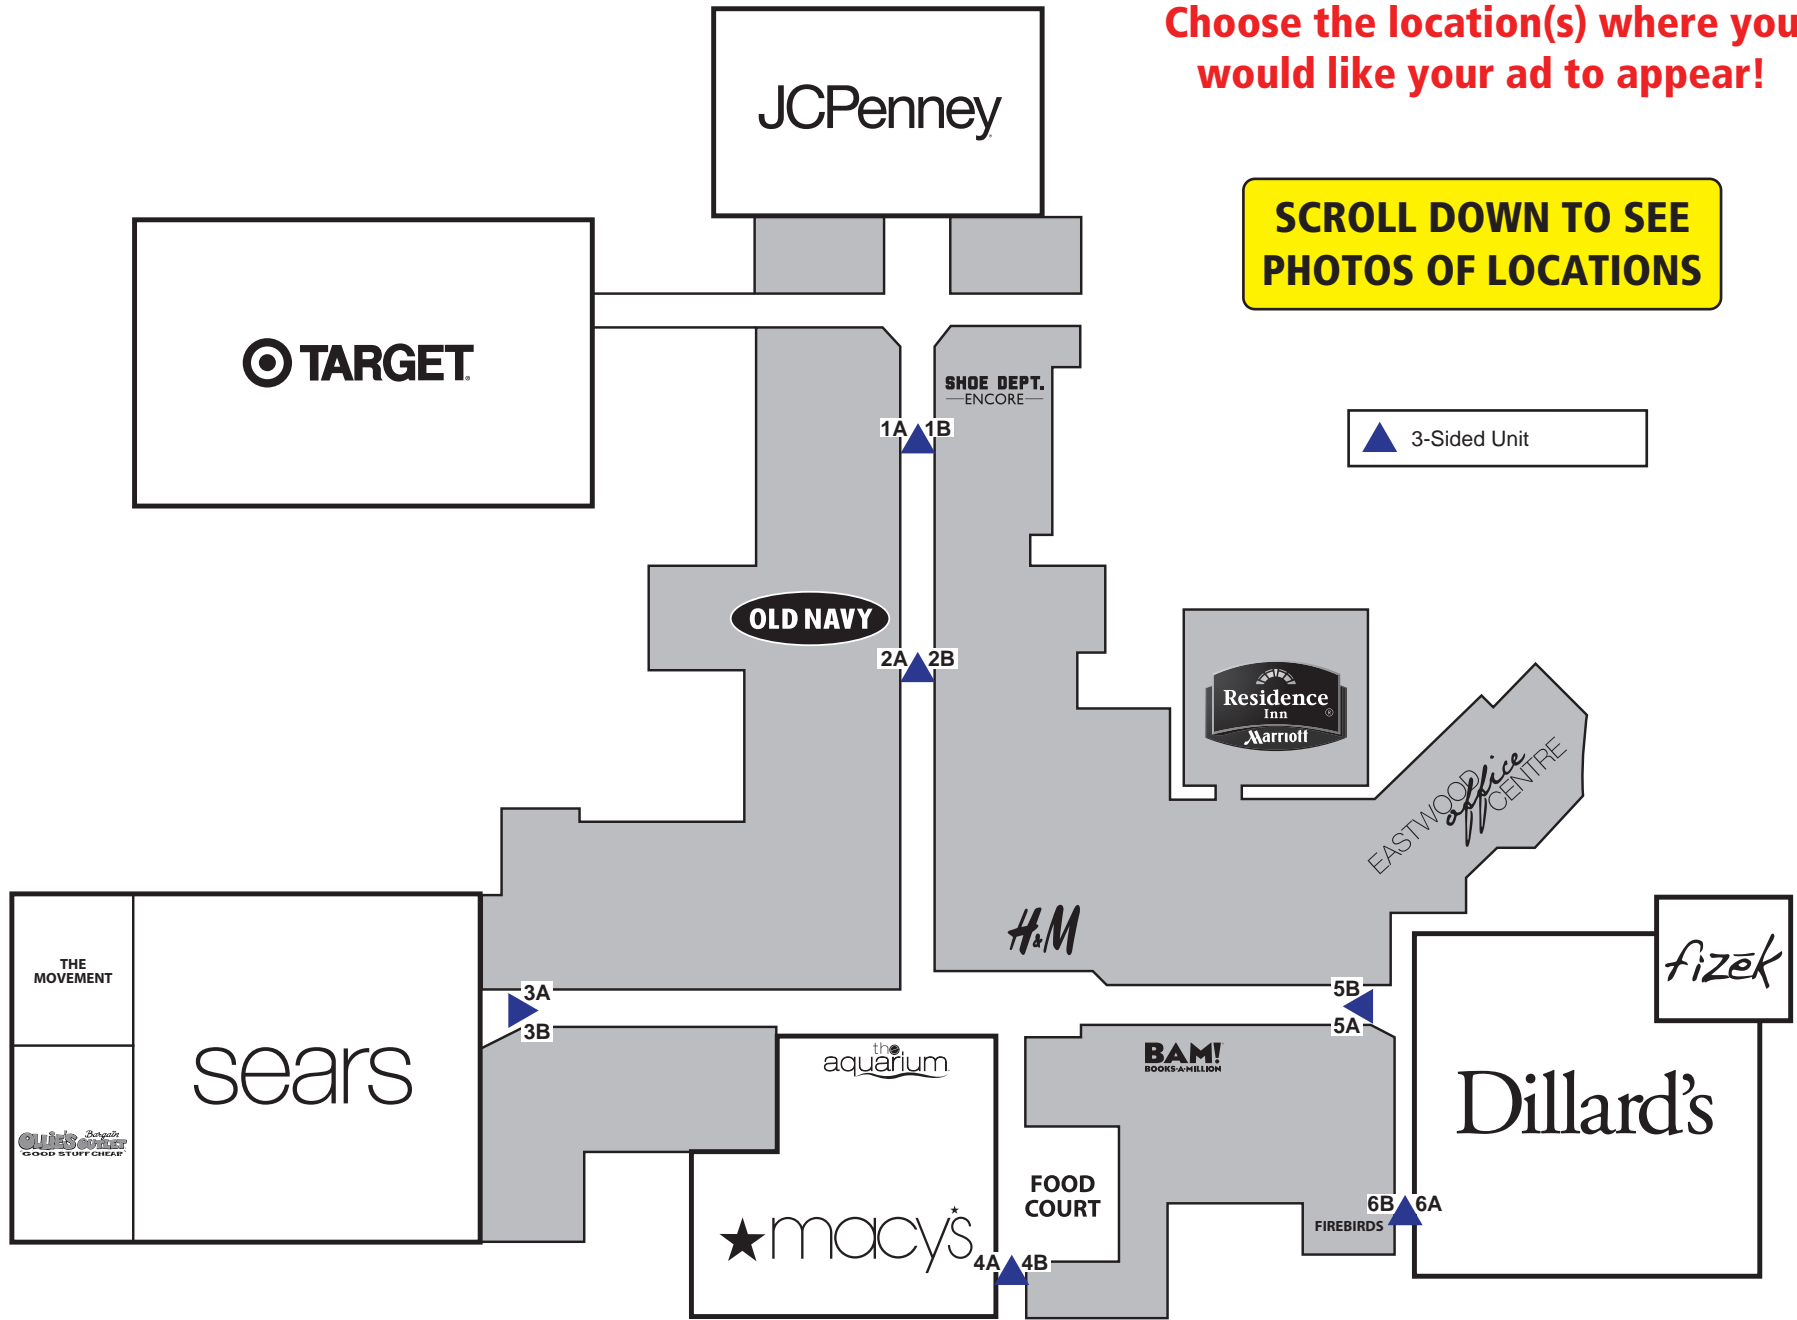 Choose the location(s) where you
would like your ad to appear!
JCPenney
SCROLL DOWN TO SEE
PHOTOS OF LOCATIONS
TARGET
SHOE DEPT.
ENCORE
1A 1B
3-Sided Unit
OLD NAVY
2A 2B
Residence
Inn
Marriott
EASTWOOD
office
CENTRE
H&M
fizēk
THE
MOVEMENT
3A
3B
sears
5B
5A
the
aquarium
BAM!
BOOKS·A·MILLION
Dillard's
OLLIE'S Bargain OUTLET
"GOOD STUFF CHEAP"
FOOD
COURT
macy's
6B 6A
FIREBIRDS
4A 4B